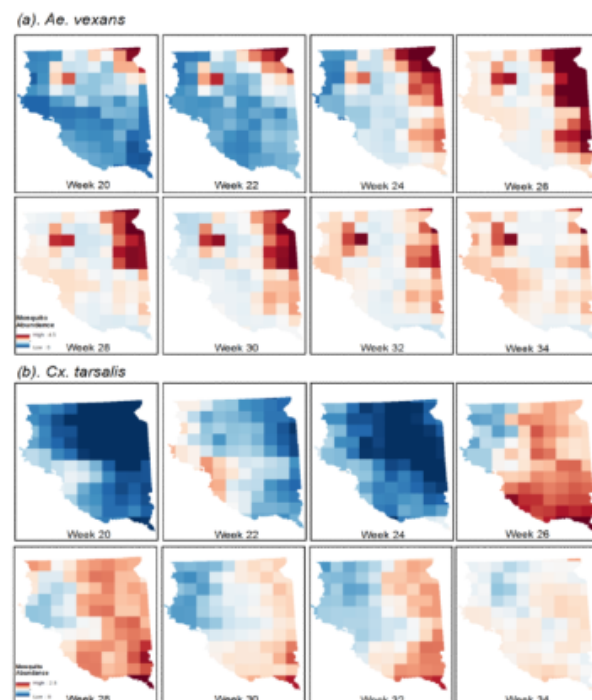 (a). Ae. vexans
Week 20
Week 22
Week 24
Week 26
Mosquito
Abundance
Week 28
Week 30
Week 32
Week 34
(b). Cx. tarsalis
Week 20
Week 22
Week 24
Week 26
Mosquito
Abundance
Week 28
Week 30
Week 32
Week 34